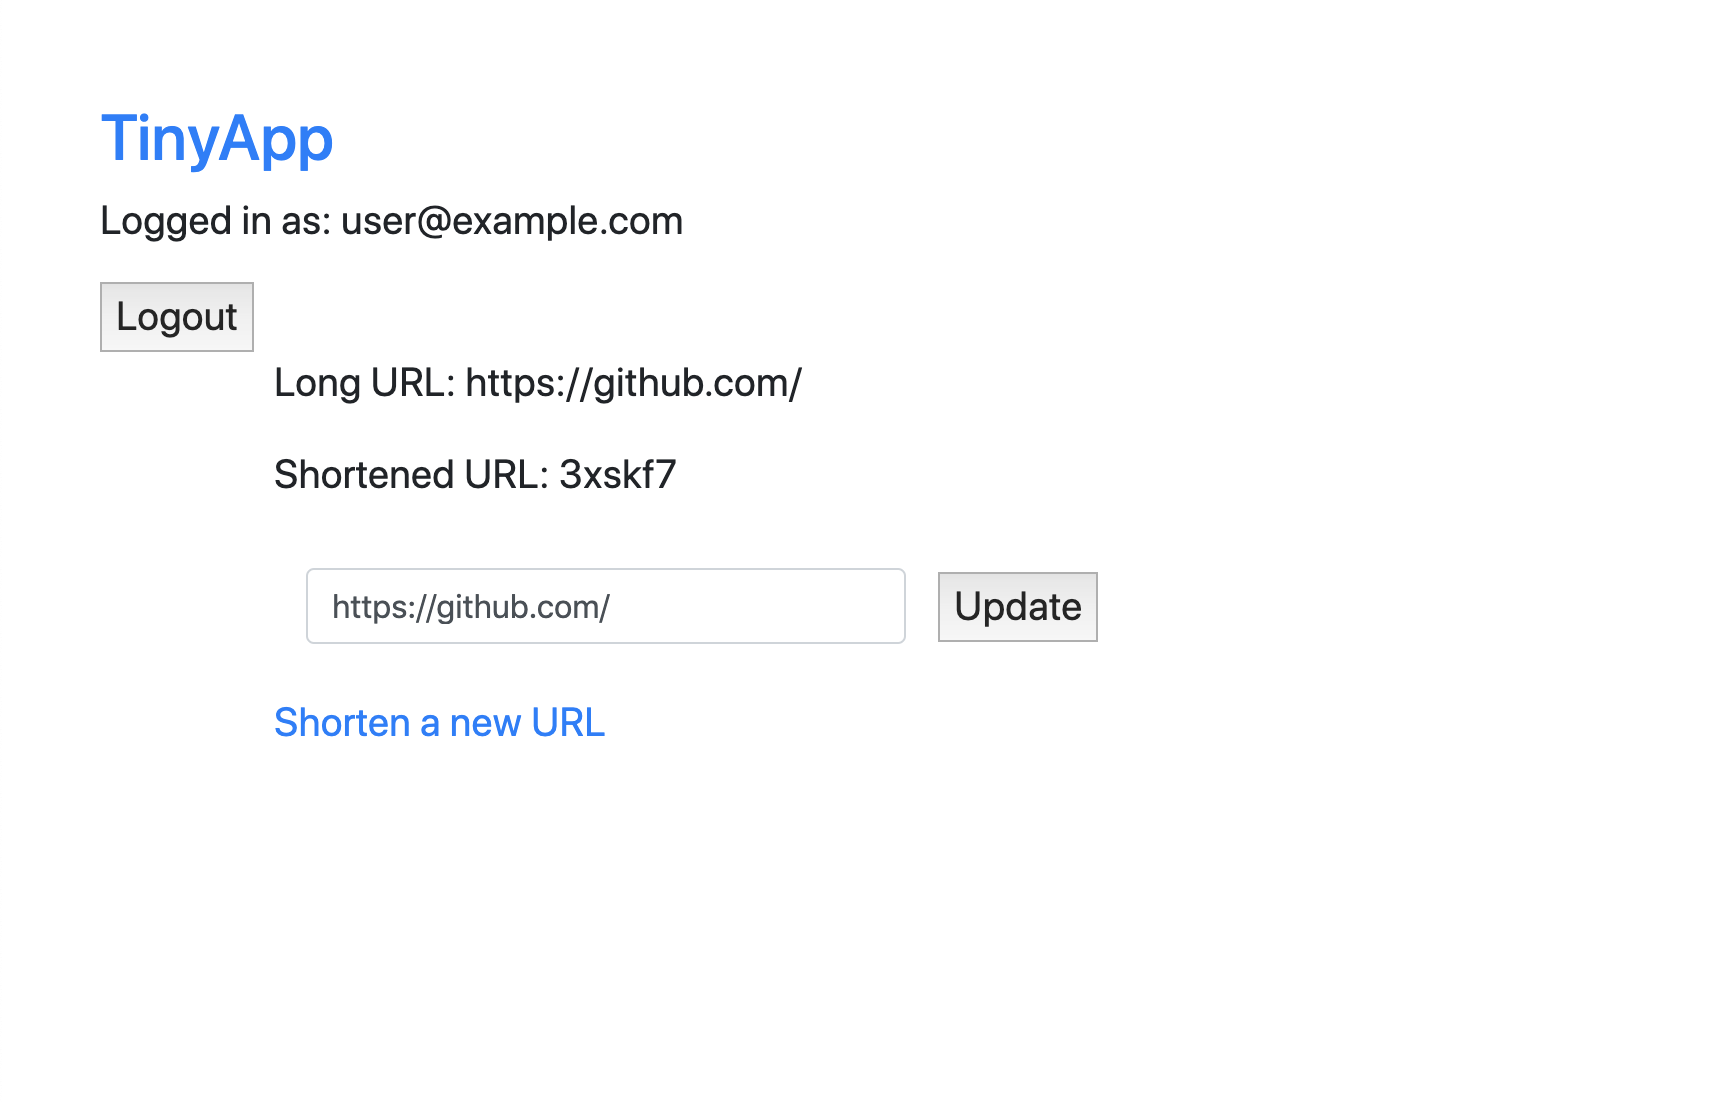 TinyApp
Logged in as: user@example.com
Logout
Long URL: https://github.com/
Shortened URL: 3xskf7
https://github.com/ Update
Shorten a new URL